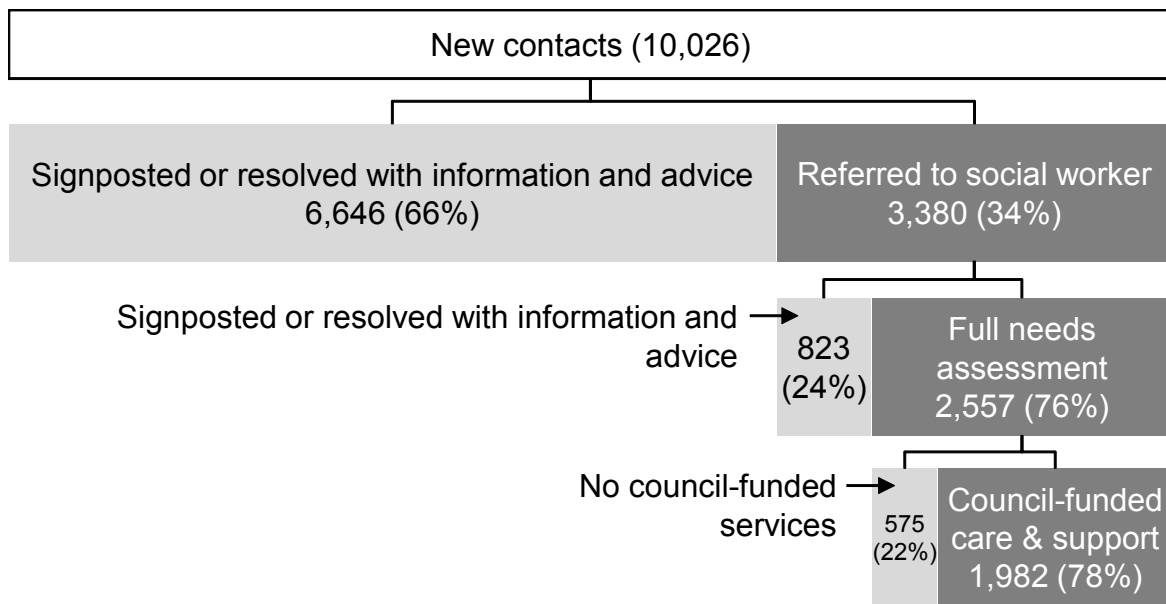 New contacts (10,026)
Signposted or resolved with information and advice
6,646 (66%)
Referred to social worker
3,380 (34%)
Signposted or resolved with information and
advice
823
(24%)
Full needs
assessment
2,557 (76%)
No council-funded
services
575
(22%)
Council-funded
care & support
1,982 (78%)